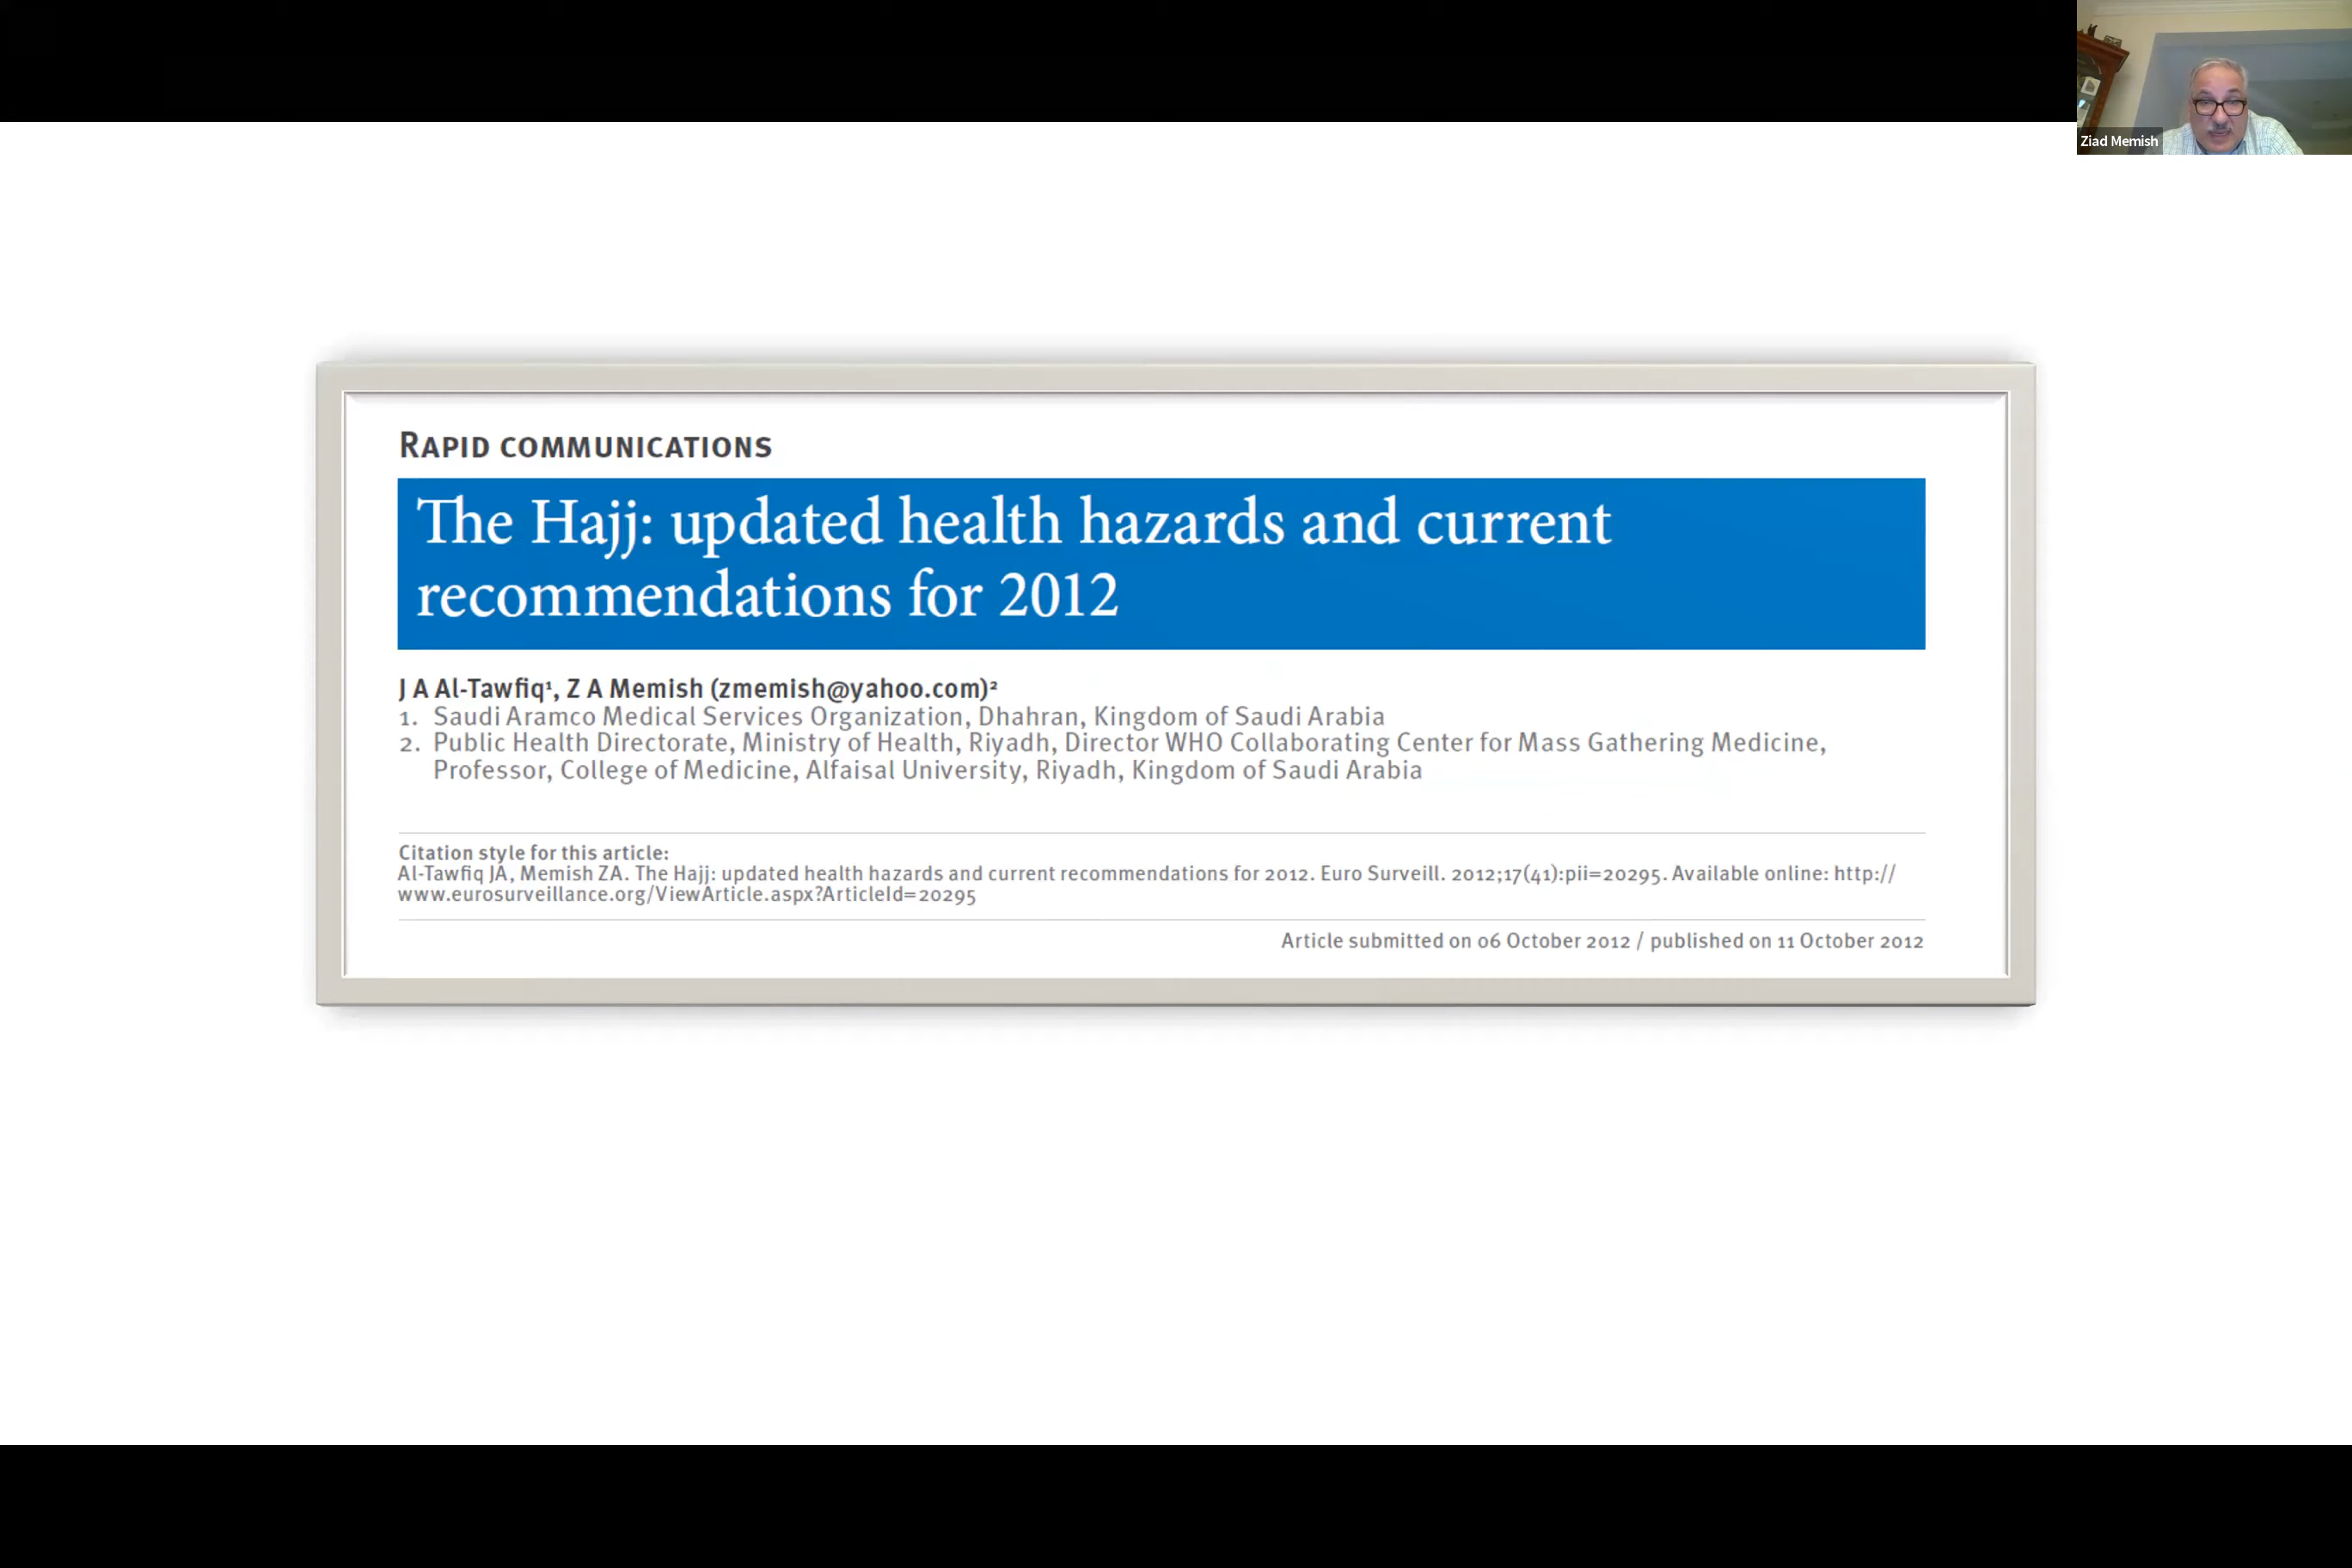 Ziad Memish
RAPID COMMUNICATIONS
The Hajj: updated health hazards and current
recommendations for 2012
J A Al-Tawfiq¹, Z A Memish (zmemish@yahoo.com)²
1. Saudi Aramco Medical Services Organization, Dhahran, Kingdom of Saudi Arabia
2. Public Health Directorate, Ministry of Health, Riyadh, Director WHO Collaborating Center for Mass Gathering Medicine,
Professor, College of Medicine, Alfaisal University, Riyadh, Kingdom of Saudi Arabia
Citation style for this article:
Al-Tawfiq JA, Memish ZA. The Hajj: updated health hazards and current recommendations for 2012. Euro Surveill. 2012;17(41):pii=20295. Available online: http://
www.eurosurveillance.org/ViewArticle.aspx?ArticleId=20295
Article submitted on 06 October 2012 / published on 11 October 2012